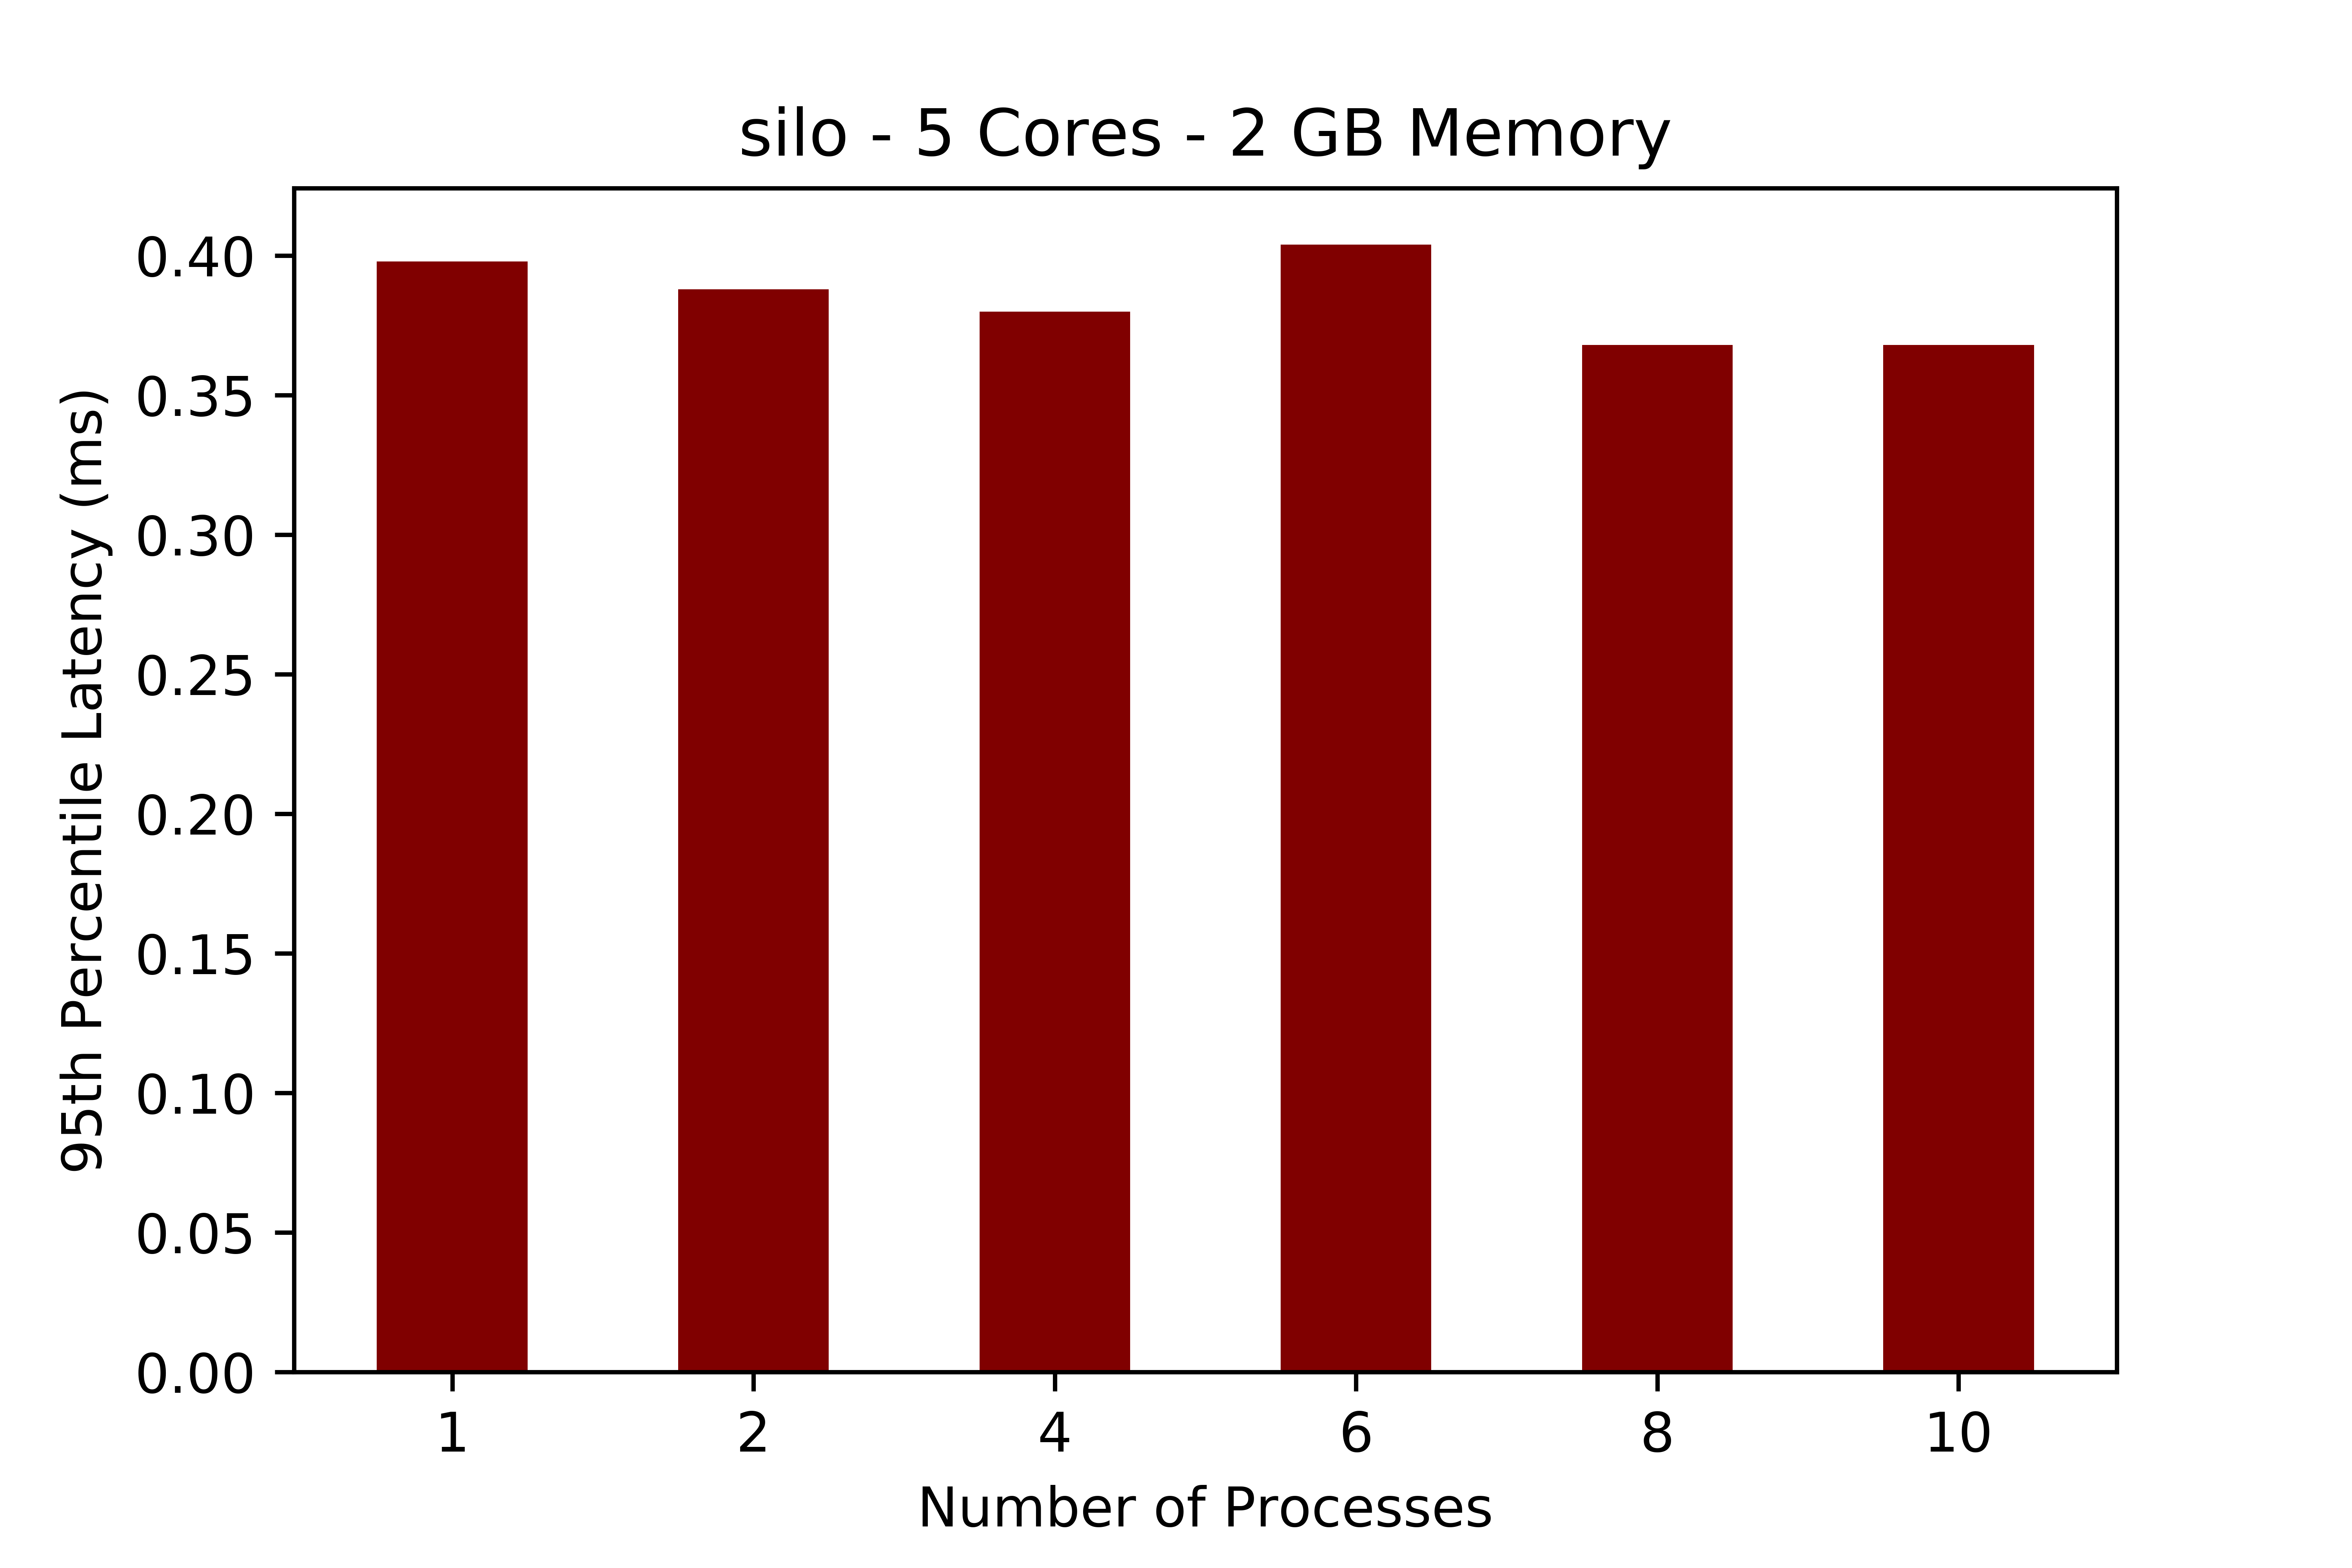 silo - 5 Cores - 2 GB Memory
95th Percentile Latency (ms)
0.40
0.35
0.30
0.25
0.20
0.15
0.10
0.05
0.00
1 2 4 6 8 10
Number of Processes